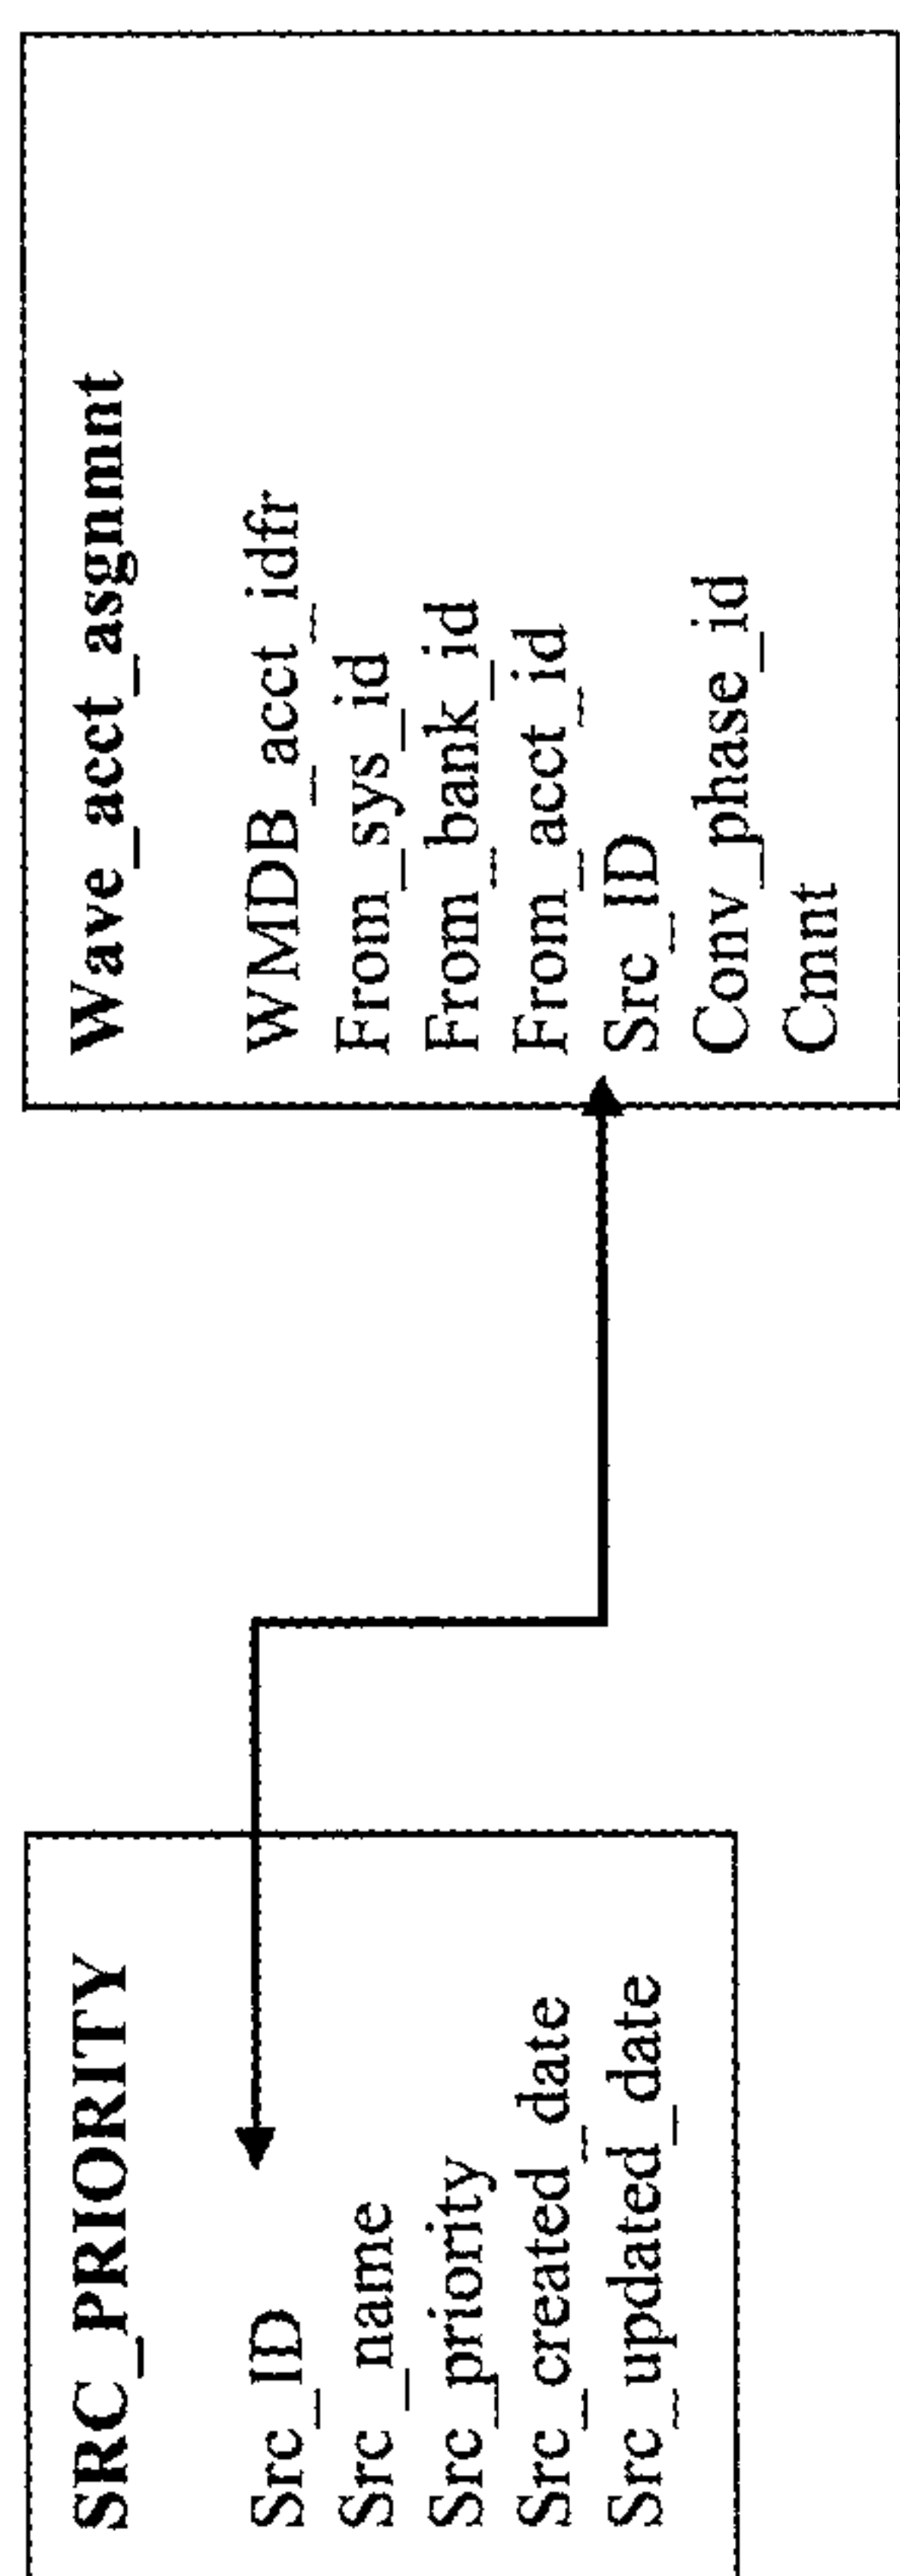 SRC_PRIORITY
Src_ID
Src_name
Src_priority
Src_created_date
Src_updated_date
Wave_acct_asgnmnt
WMDB_acct_idfr
From_sys_id
From_bank_id
From_acct_id
Src_ID
Conv_phase_id
Cmnt